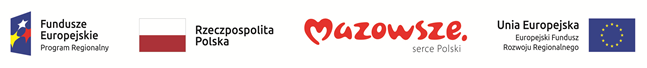 Fundusze
Europejskie
Program Regionalny
Rzeczpospolita
Polska
mazowsze.
serce Polski
Unia Europejska
Europejski Fundusz
Rozwoju Regionalnego